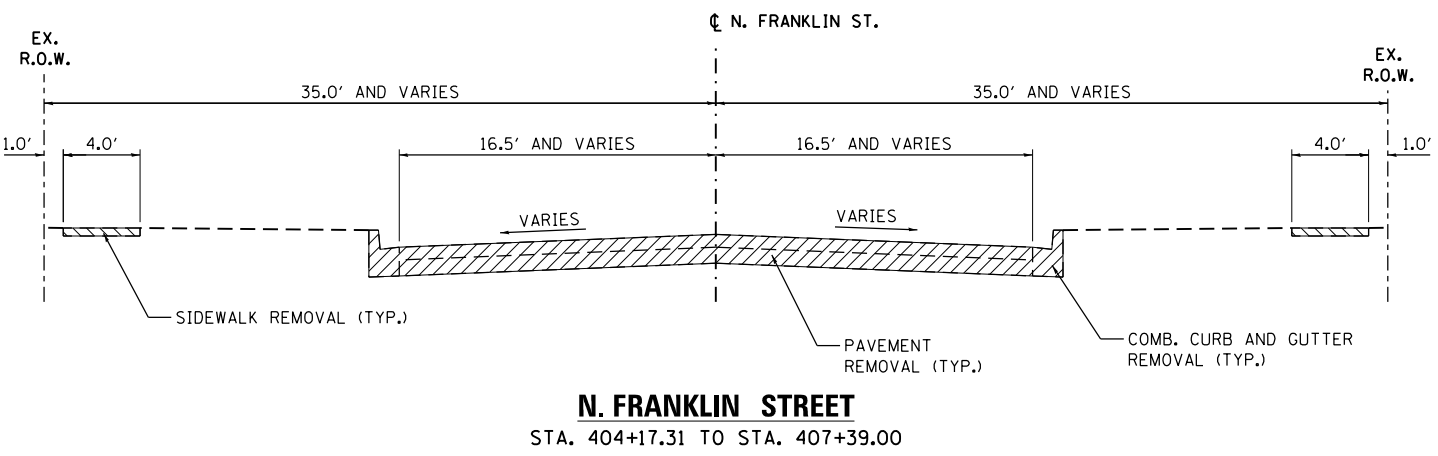 ℄ N. FRANKLIN ST.
EX.
R.O.W.
EX.
R.O.W.
35.0' AND VARIES
35.0' AND VARIES
1.0'
4.0'
16.5' AND VARIES
16.5' AND VARIES
4.0'
1.0'
VARIES
VARIES
SIDEWALK REMOVAL (TYP.)
PAVEMENT
REMOVAL (TYP.)
COMB. CURB AND GUTTER
REMOVAL (TYP.)
N. FRANKLIN STREET
STA. 404+17.31 TO STA. 407+39.00